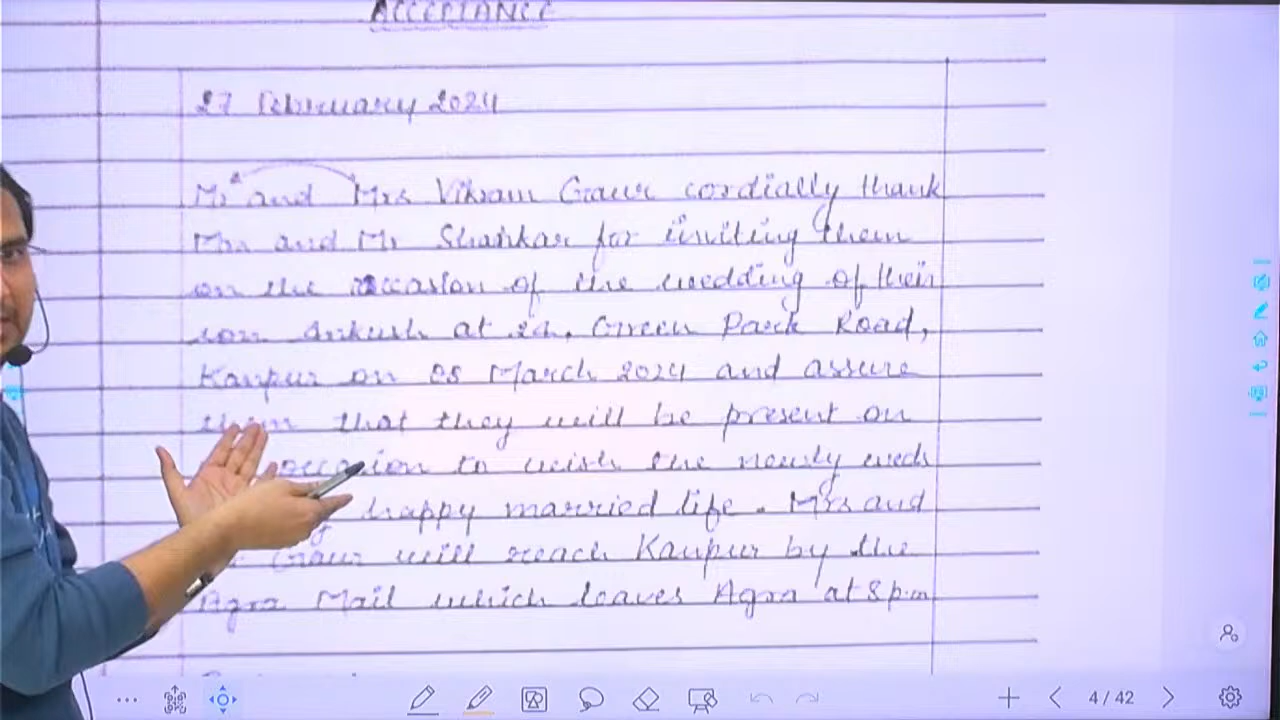 ACCEPTANCE
27 February 2024
Mr and Mrs Vikram Gaur cordially thank
Mrs and Mr Shankar for inviting them
on the occasion of the wedding of their
son Ankush at Green Park Road,
Kanpur on 05 March 2024 and assure
them that they will be present on
occasion to wish the newly weds
happy married life. Mrs and
Gaur will reach Kanpur by the
Agra Mail which leaves Agra at 8 p.m
4 / 42